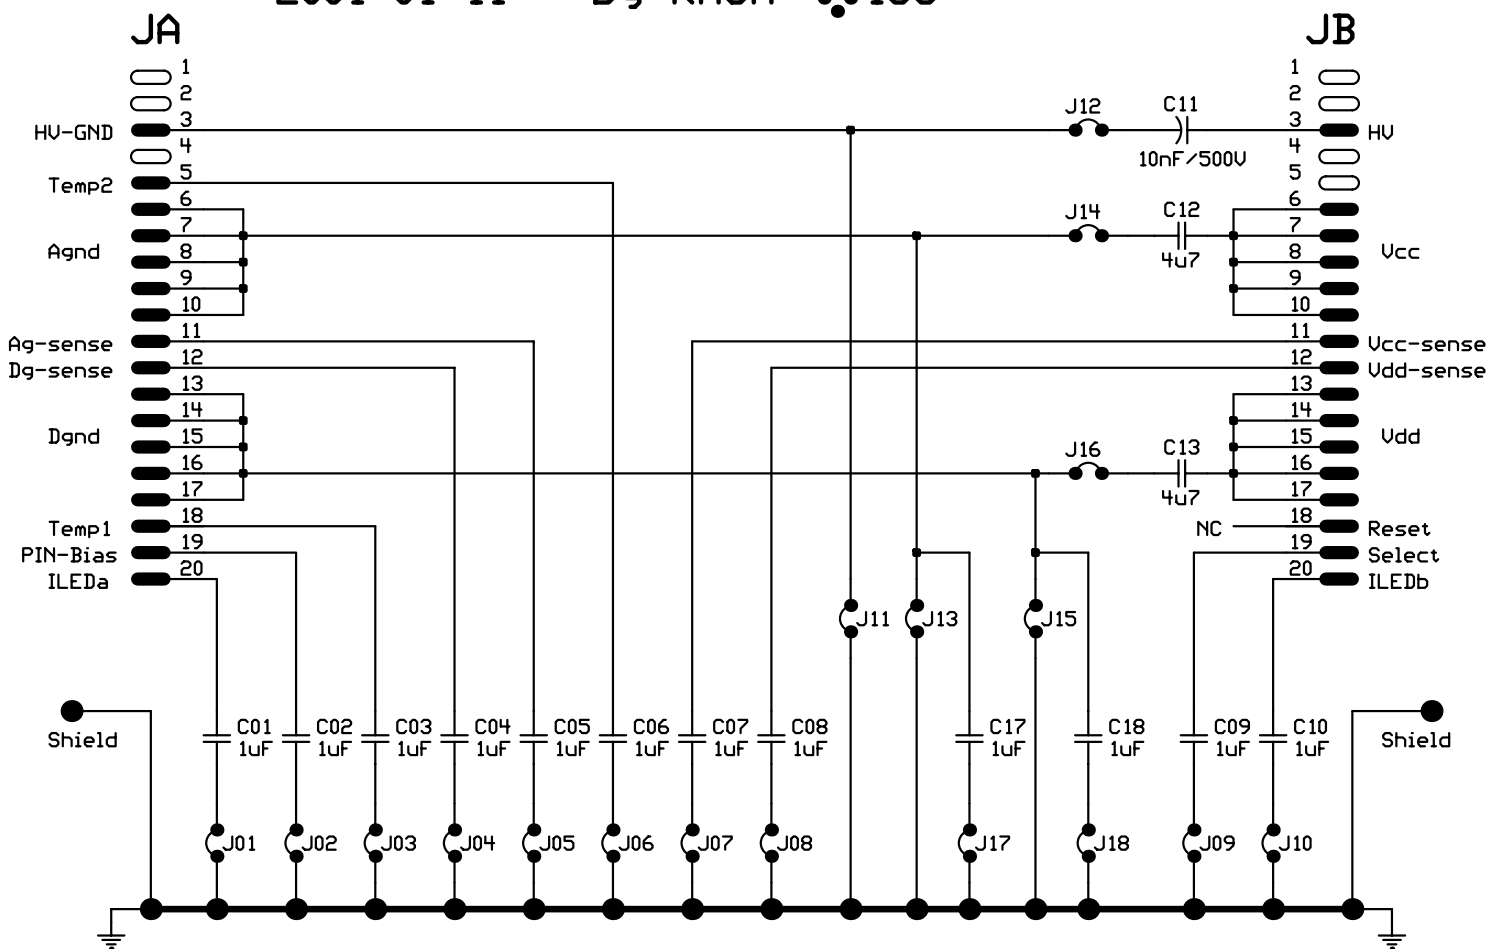 JA JB
1 1
2 2
HV-GND 3 J12 C11 3 HV
10nF/500V
4 4
Temp2 5 5
6 J14 C12 6
7 7
Agnd 8 4u7 8 Vcc
9 9
10 10
Ag-sense 11 11 Vcc-sense
Dg-sense 12 12 Vdd-sense
13 13
14 14
Dgnd 15 J16 C13 15 Vdd
16 16
17 4u7 17
Temp1 18 NC 18 Reset
PIN-Bias 19 19 Select
ILEDa 20 20 ILEDb
J11 J13 J15
C01 C02 C03 C04 C05 C06 C07 C08 C17 C18 C09 C10
1uF 1uF 1uF 1uF 1uF 1uF 1uF 1uF 1uF 1uF 1uF 1uF
Shield Shield
J01 J02 J03 J04 J05 J06 J07 J08 J17 J18 J09 J10